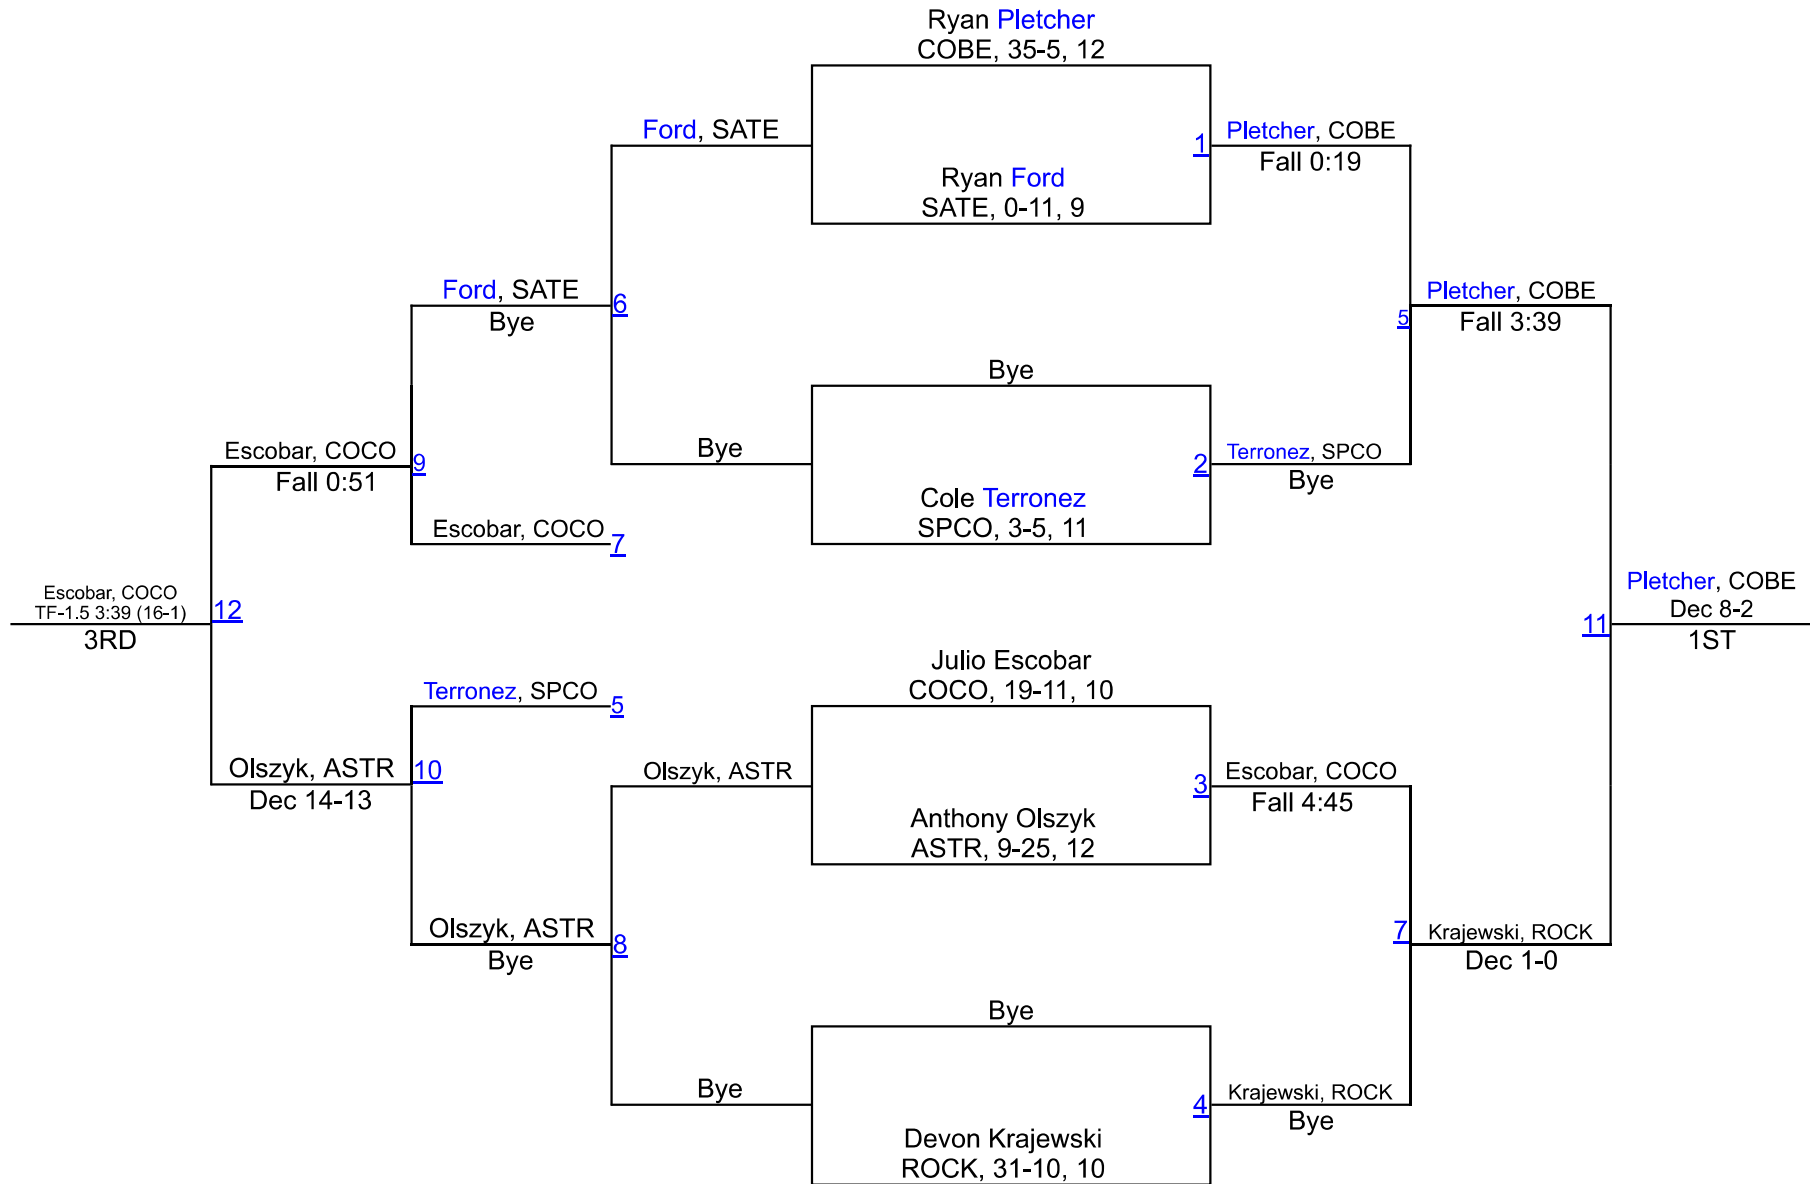 Ryan Pletcher
COBE, 35-5, 12
Ford, SATE
1
Pletcher, COBE
Fall 0:19
Ryan Ford
SATE, 0-11, 9
Ford, SATE
Bye
6
Pletcher, COBE
Fall 3:39
5
Bye
Escobar, COCO
Fall 0:51
9
Bye
2
Terronez, SPCO
Bye
Cole Terronez
SPCO, 3-5, 11
Escobar, COCO
7
Escobar, COCO
TF-1.5 3:39 (16-1)
3RD
12
Pletcher, COBE
Dec 8-2
1ST
11
Julio Escobar
COCO, 19-11, 10
Terronez, SPCO
5
Olszyk, ASTR
Dec 14-13
10
Olszyk, ASTR
3
Escobar, COCO
Fall 4:45
Anthony Olszyk
ASTR, 9-25, 12
Olszyk, ASTR
Bye
8
7
Krajewski, ROCK
Dec 1-0
Bye
Bye
4
Krajewski, ROCK
Bye
Devon Krajewski
ROCK, 31-10, 10